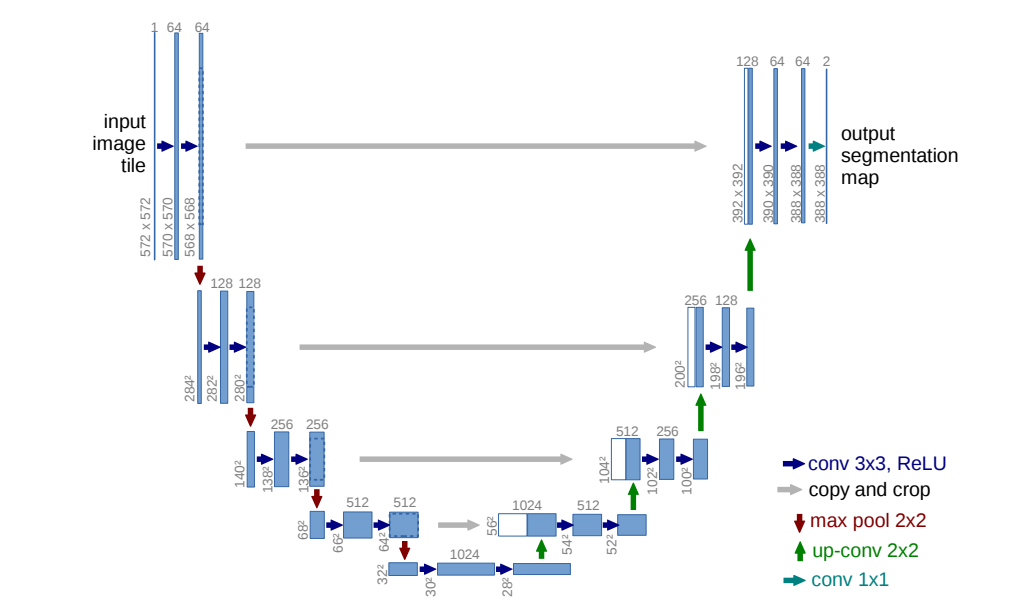 1 64 64
128 64 64 2
input
image
tile
output
segmentation
map
572 x 572
570 x 570
568 x 568
392 x 392
390 x 390
388 x 388
388 x 388
128 128
256 128
284²
282²
280²
200²
198²
196²
256 256
512 256
140²
138²
136²
104²
102²
100²
512 512
1024 512
68²
66²
64²
56²
54²
52²
1024
32²
30²
28²
conv 3x3, ReLU
copy and crop
max pool 2x2
up-conv 2x2
conv 1x1